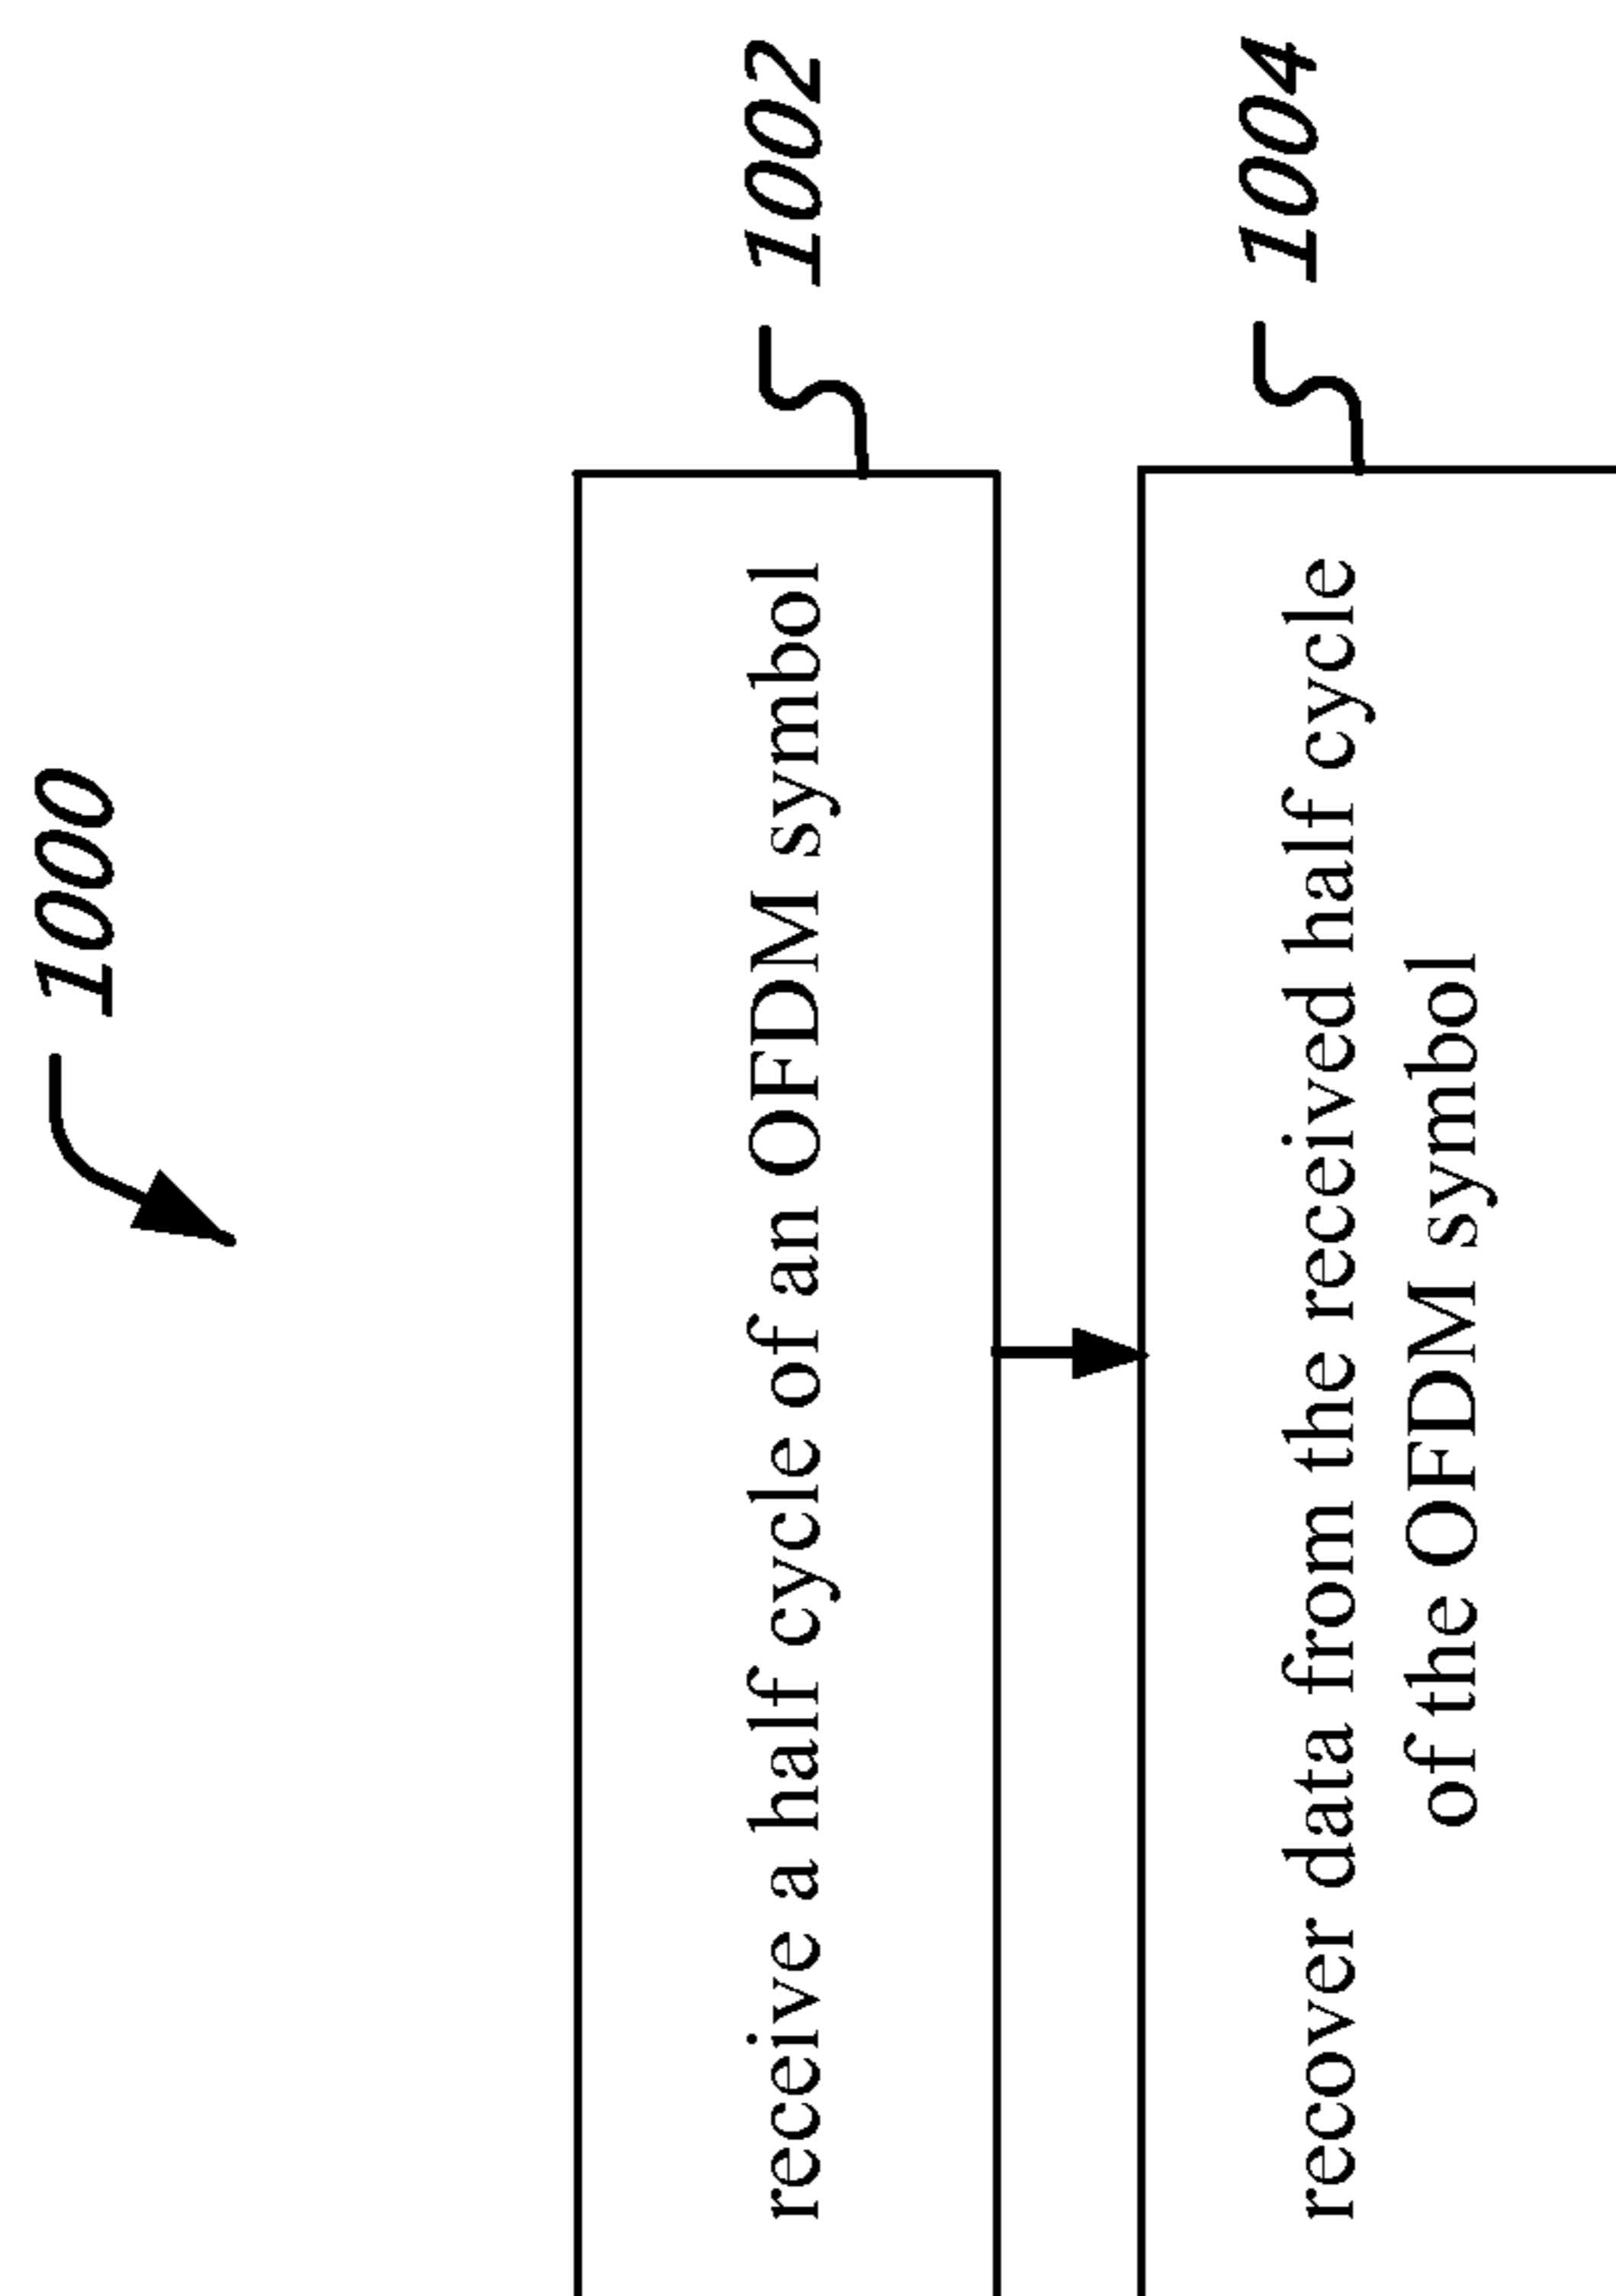 1000
1002
receive a half cycle of an OFDM symbol
1004
recover data from the received half cycle
of the OFDM symbol